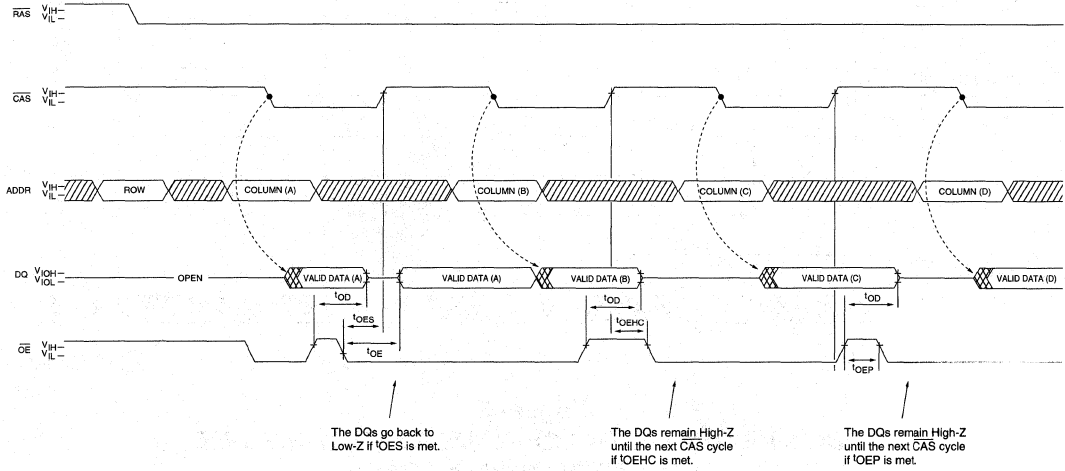 RAS VIH
VIL
CAS VIH
VIL
ADDR VIH
VIL
ROW
COLUMN (A)
COLUMN (B)
COLUMN (C)
COLUMN (D)
DQ VIOH
VIOL
OPEN
VALID DATA (A)
VALID DATA (A)
VALID DATA (B)
VALID DATA (C)
VALID DATA (D)
tOD
tOD
tOD
tOES
tOEHC
tOE
OE VIH
VIL
tOEP
The DQs go back to
Low-Z if tOES is met.
The DQs remain High-Z
until the next CAS cycle
if tOEHC is met.
The DQs remain High-Z
until the next CAS cycle
if tOEP is met.